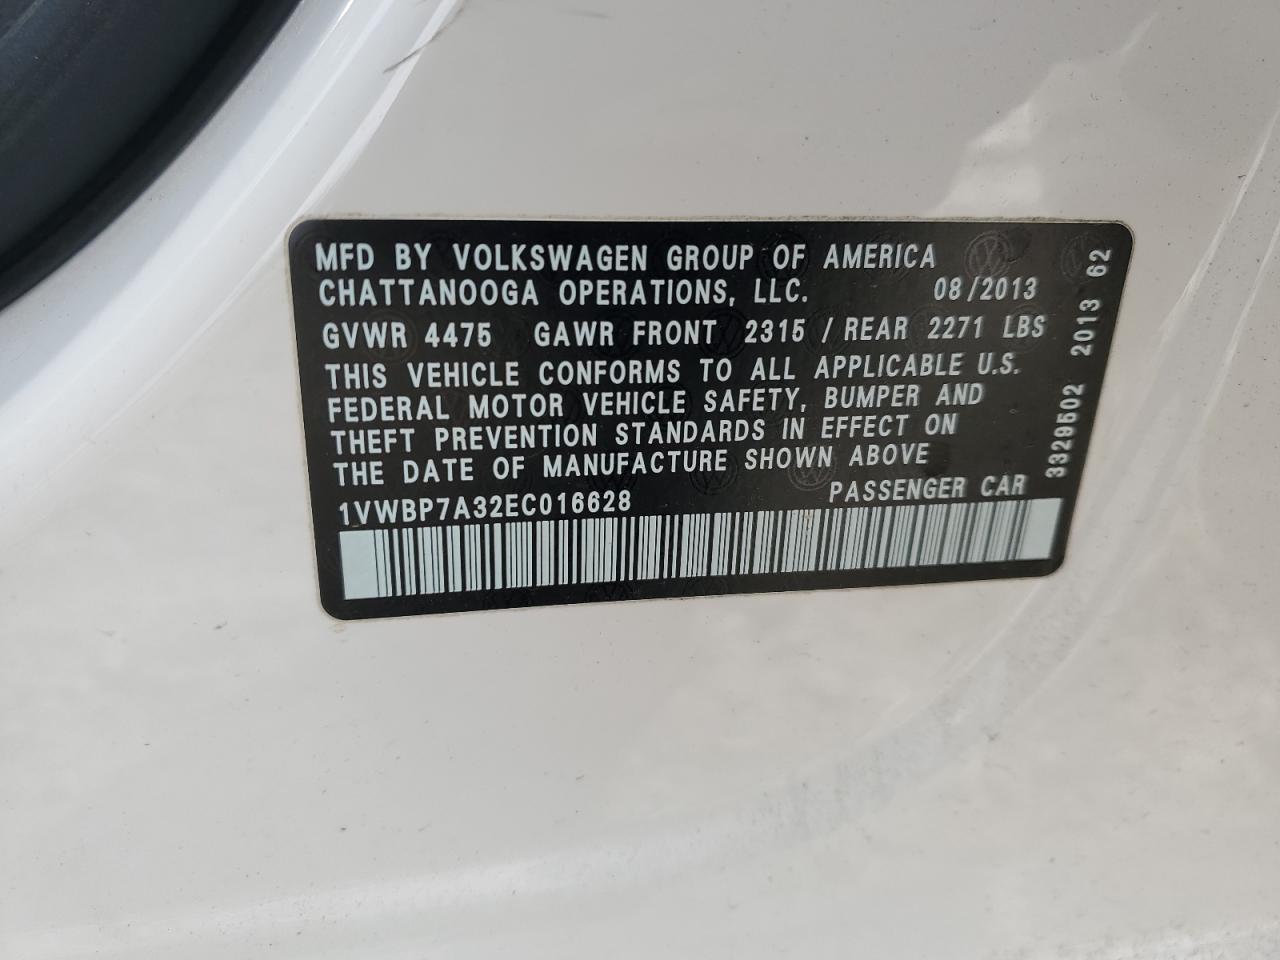 MFD BY VOLKSWAGEN GROUP OF AMERICA
CHATTANOOGA OPERATIONS, LLC. 08/2013
GVWR 4475 GAWR FRONT 2315 / REAR 2271 LBS
THIS VEHICLE CONFORMS TO ALL APPLICABLE U.S.
FEDERAL MOTOR VEHICLE SAFETY, BUMPER AND
THEFT PREVENTION STANDARDS IN EFFECT ON
THE DATE OF MANUFACTURE SHOWN ABOVE
1VWBP7A32EC016628 PASSENGER CAR
3329502 2013 62